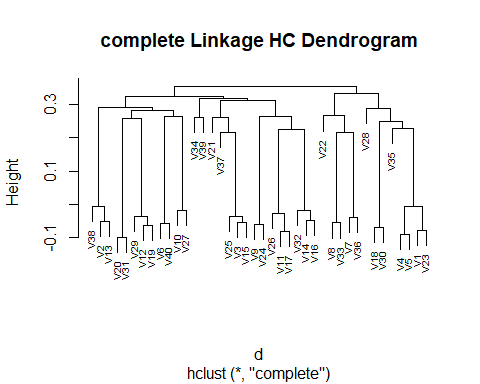 complete Linkage HC Dendrogram
Height
0.3
0.1
-0.1
V38
V2
V13
V20
V31
V29
V12
V19
V6
V40
V10
V27
V34
V39
V21
V37
V25
V3
V15
V9
V24
V26
V11
V17
V32
V14
V16
V22
V8
V33
V7
V36
V28
V18
V30
V35
V4
V5
V1
V23
d
hclust (*, "complete")